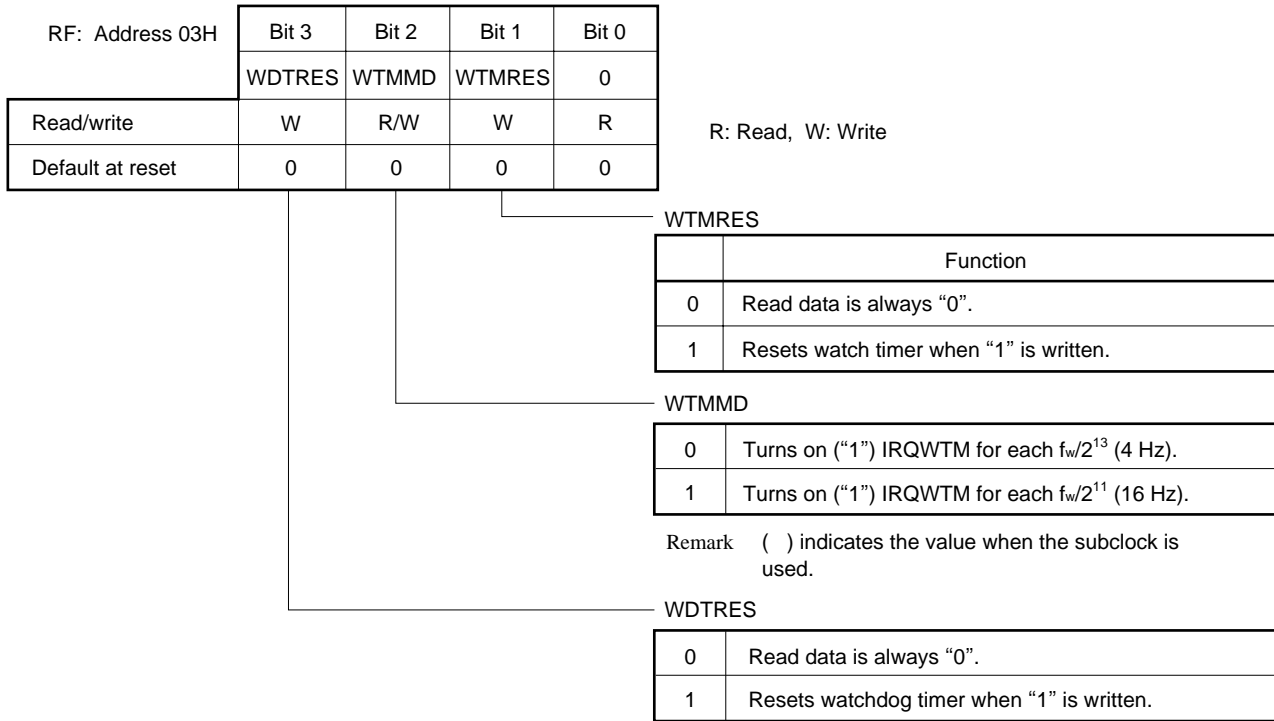 RF: Address 03H Bit 3 Bit 2 Bit 1 Bit 0
WDTRES WTMMD WTMRES 0
Read/write W R/W W R
R: Read, W: Write
Default at reset 0 0 0 0
WTMRES
Function
0 Read data is always “0”.
1 Resets watch timer when “1” is written.
WTMMD
0 Turns on (“1”) IRQWTM for each fw/2¹³ (4 Hz).
1 Turns on (“1”) IRQWTM for each fw/2¹¹ (16 Hz).
Remark ( ) indicates the value when the subclock is
used.
WDTRES
0 Read data is always “0”.
1 Resets watchdog timer when “1” is written.